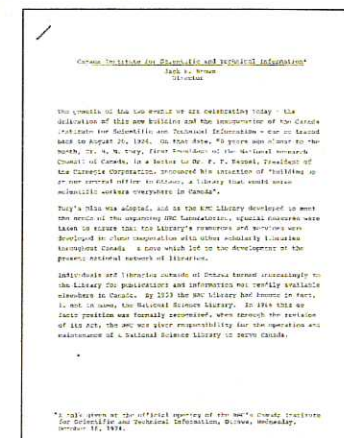 Canada Institute for Scientific and Technical Information*
Jack E. Brown
Director
The genesis of the two events we are celebrating today - the
dedication of this new building and the inauguration of the Canada
Institute for Scientific and Technical Information - can be traced
back to August 20, 1924. On that date, 50 years ago almost to the
month, Dr. H. M. Tory, first President of the National Research
Council of Canada, in a letter to Dr. F. P. Keppel, President of
the Carnegie Corporation, announced his intention of "building up
at our central office in Ottawa, a library that would serve
scientific workers everywhere in Canada".
Tory's plan was adopted, and as the NRC Library developed to meet
the needs of the expanding NRC Laboratories, special measures were
taken to ensure that the Library's resources and services were
developed in close cooperation with other scholarly libraries
throughout Canada - a move which led to the development of the
present national network of libraries.
Individuals and libraries outside of Ottawa turned increasingly to
the Library for publications and information not readily available
elsewhere in Canada. By 1953 the NRC Library had become in fact,
if not in name, the National Science Library. In 1966 this de
facto position was formally recognized, when through the revision
of its Act, the NRC was given responsibility for the operation and
maintenance of a National Science Library to serve Canada.
*A talk given at the official opening of the NRC's Canada Institute
for Scientific and Technical Information, Ottawa, Wednesday,
October 16, 1974.